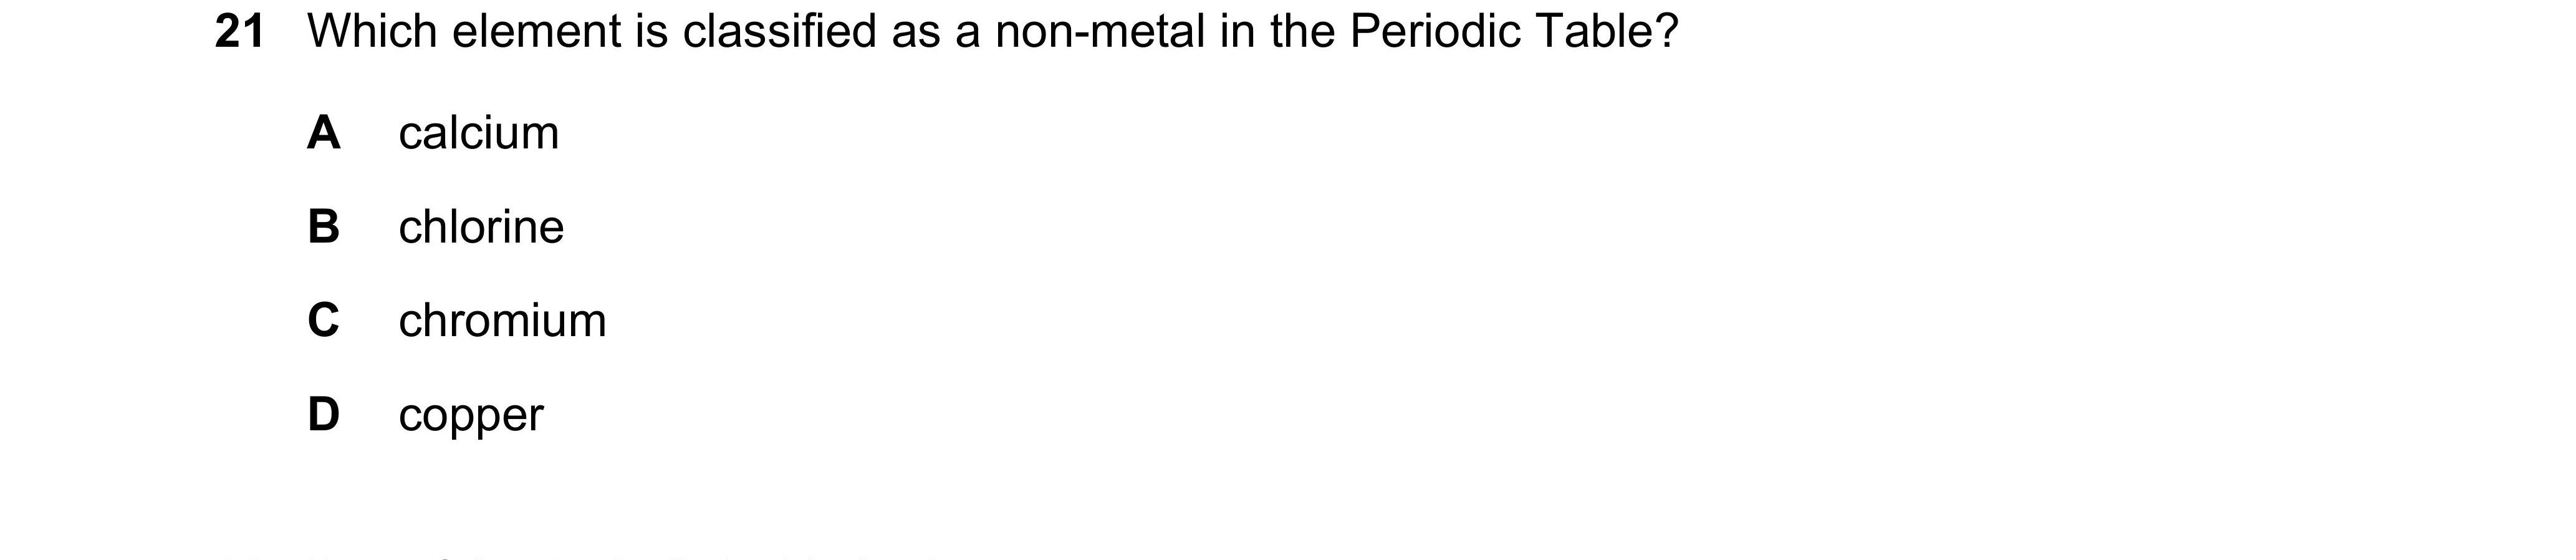 21 Which element is classified as a non-metal in the Periodic Table?
A calcium
B chlorine
C chromium
D copper